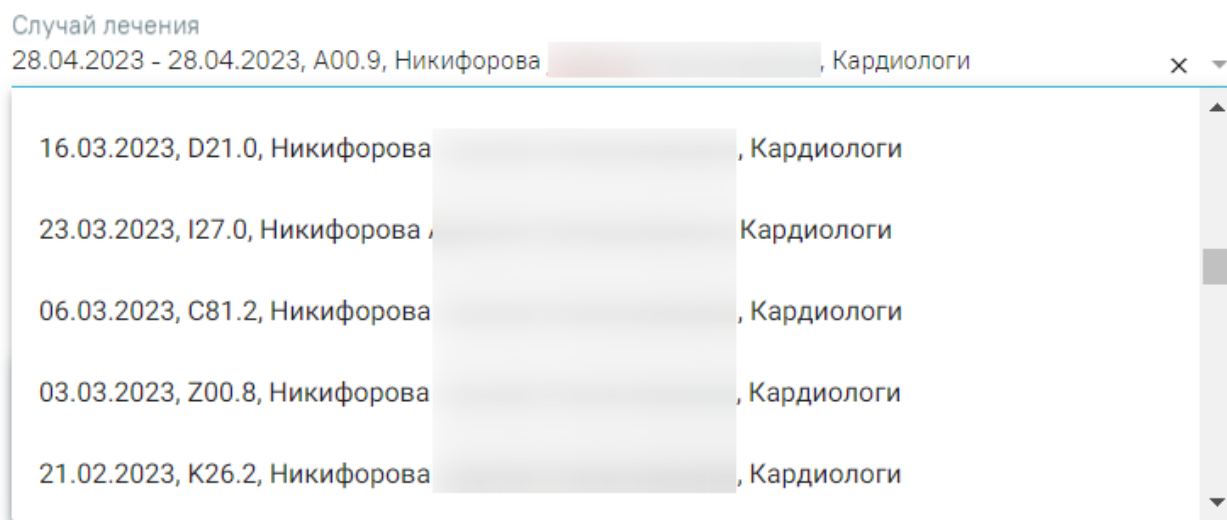 Случай лечения
28.04.2023 - 28.04.2023, A00.9, Никифорова , Кардиологи
16.03.2023, D21.0, Никифорова , Кардиологи
23.03.2023, I27.0, Никифорова Кардиологи
06.03.2023, C81.2, Никифорова , Кардиологи
03.03.2023, Z00.8, Никифорова , Кардиологи
21.02.2023, K26.2, Никифорова , Кардиологи